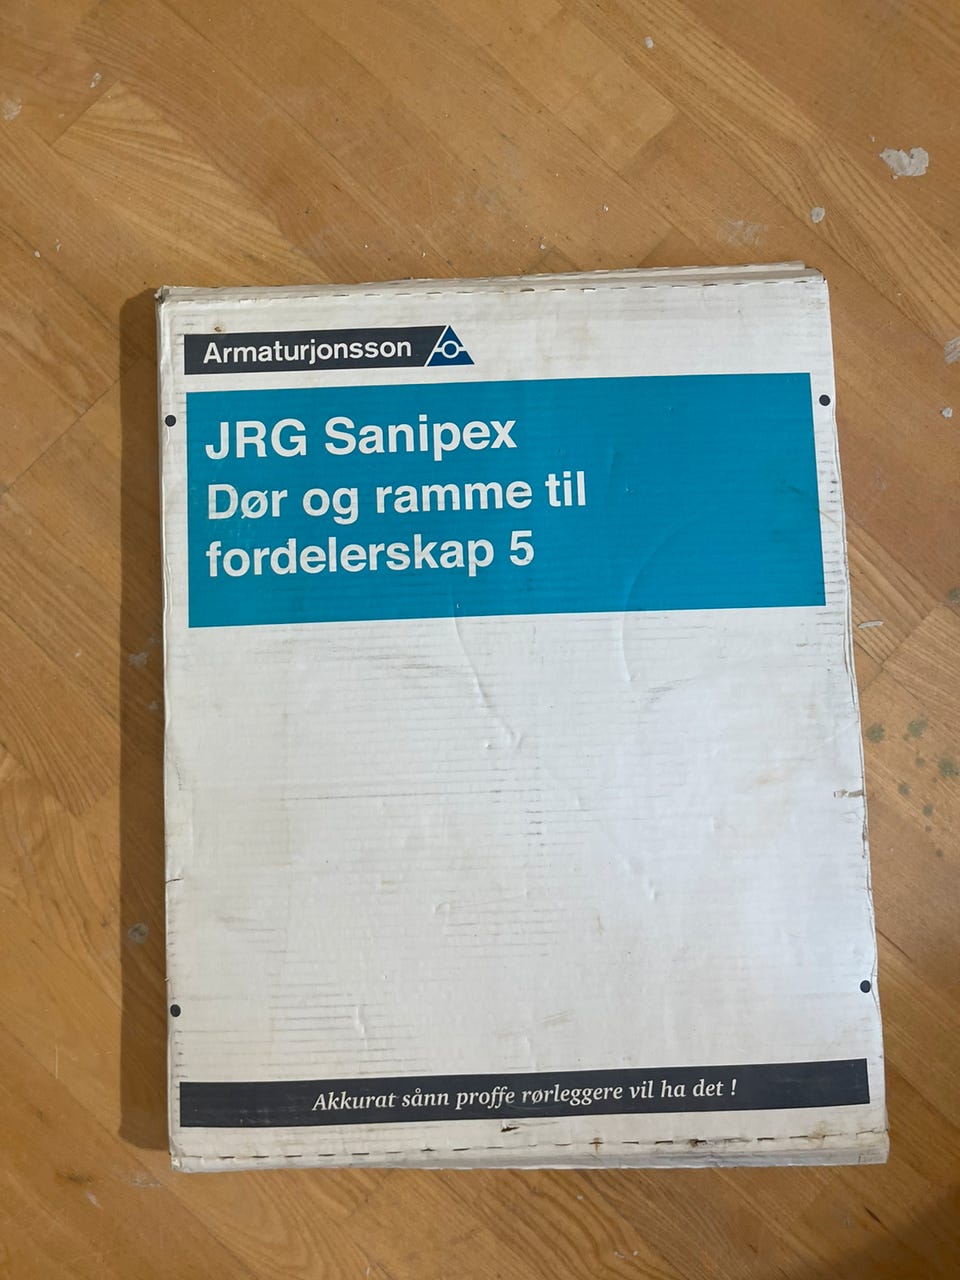 Armaturjonsson
JRG Sanipex
Dør og ramme til
fordelerskap 5
Akkurat sånn proffe rørleggere vil ha det !